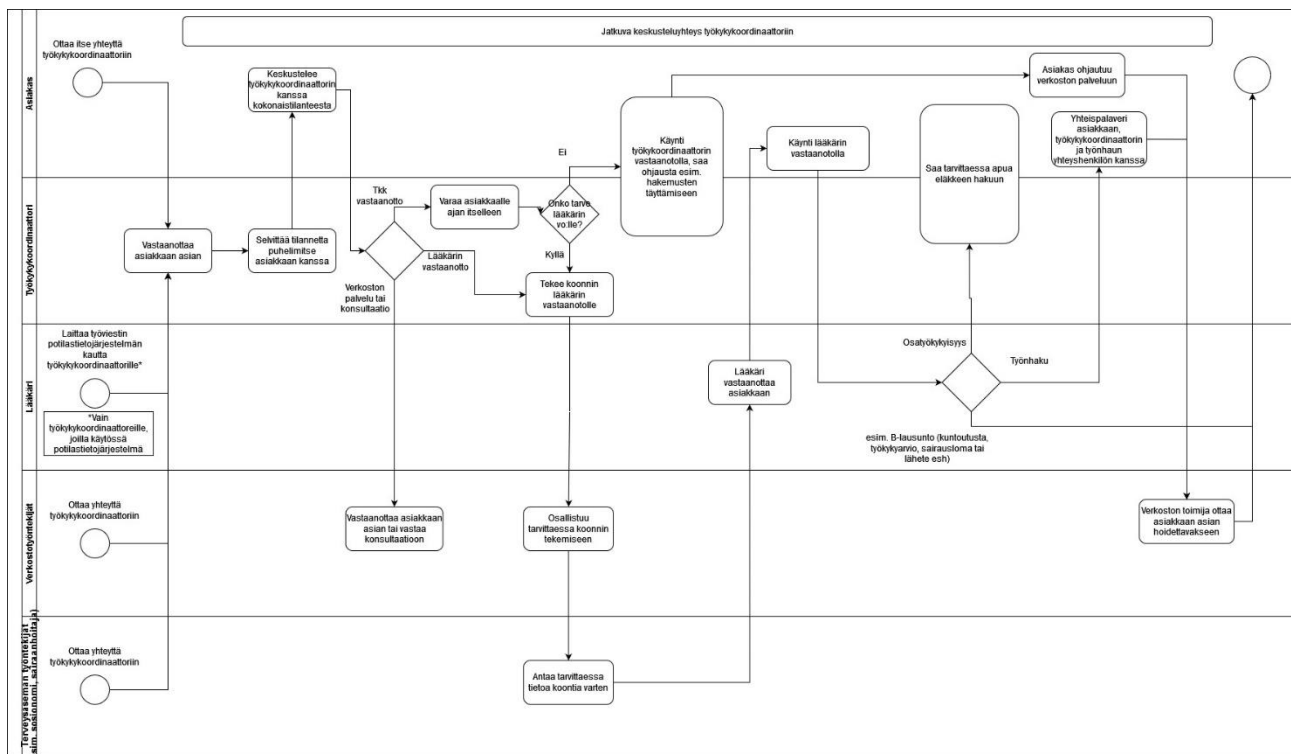 Jatkuva keskusteluyhteys työkykykoordinaattoriin
Asiakas
Ottaa itse yhteyttä
työkykykoordinaattoriin
Keskustelee
työkykykoordinaattorin
kanssa
kokonaistilanteesta
Ei
Käynti
työkykykoordinaattorin
vastaanotolla, saa
ohjausta esim.
hakemusten
täyttämiseen
Käynti lääkärin
vastaanotolla
Saa tarvittaessa apua
eläkkeen hakuun
Asiakas ohjautuu
verkoston palveluun
Yhteispalaveri
asiakkaan,
työkykykoordinaattorin
ja työnhaun
yhteyshenkilön kanssa
Työkykykoordinaattori
Vastaanottaa
asiakkaan asian
Selvittää tilannetta
puhelimitse
asiakkaan kanssa
Tkk
vastaanotto
Varaa asiakkaalle
ajan itselleen
Onko tarve
lääkärin
vo:lle?
Lääkärin
vastaanotto
Kyllä
Verkoston
palvelu tai
konsultaatio
Tekee koonnin
lääkärin
vastaanotolle
Lääkäri
Laittaa työviestin
potilastietojärjestelmän
kautta
työkykykoordinaattorille*
*Vain
työkykykoordinaattoreille,
joilla käytössä
potilastietojärjestelmä
Lääkäri
vastaanottaa
asiakkaan
Osatyökykyisyys
Työnhaku
esim. B-lausunto (kuntoutusta,
työkykyarvio, sairausloma tai
lähete esh)
Verkostotyöntekijät
Ottaa yhteyttä
työkykykoordinaattoriin
Vastaanottaa asiakkaan
asian tai vastaa
konsultaatioon
Osallistuu
tarvittaessa koonnin
tekemiseen
Verkoston toimija ottaa
asiakkaan asian
hoidettavakseen
Terveysaseman työntekijät
sim. sosionomi, sairaanhoitaja)
Ottaa yhteyttä
työkykykoordinaattoriin
Antaa tarvittaessa
tietoa koontia varten